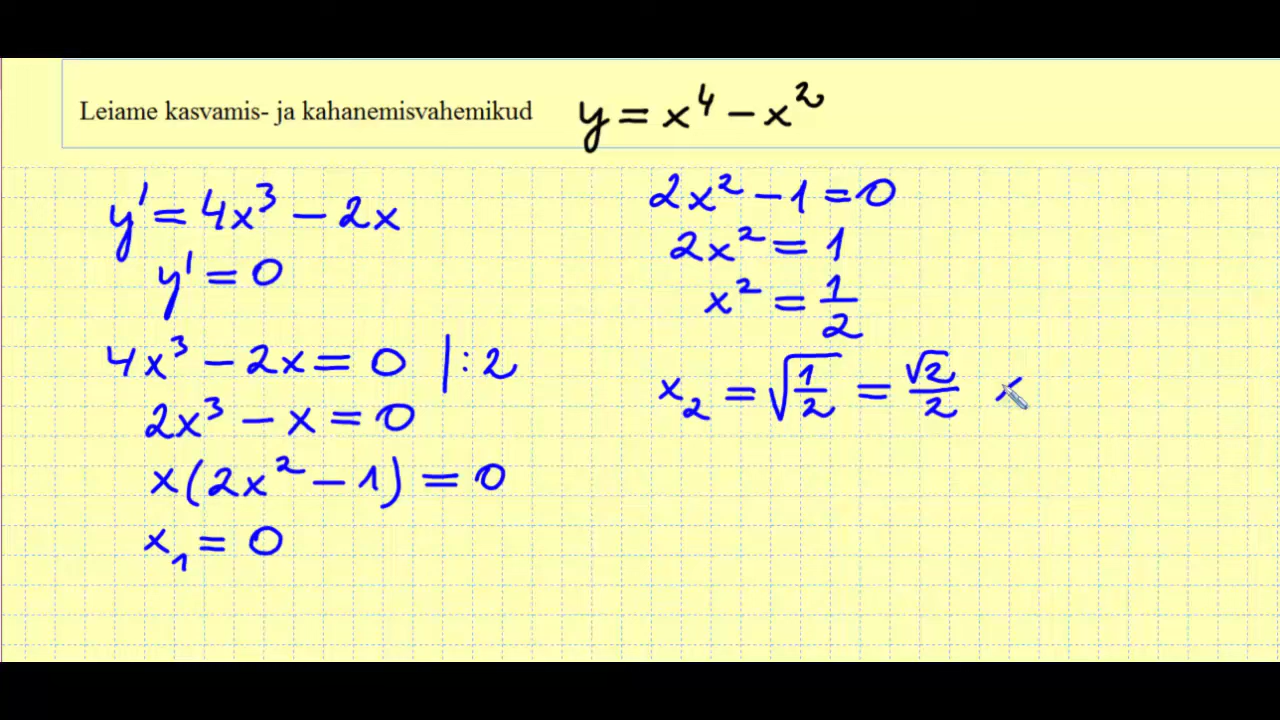 Leiame kasvamis- ja kahanemisvahemikud y = x⁴ − x²
y' = 4x³ − 2x
y' = 0
4x³ − 2x = 0 |:2
2x³ − x = 0
x(2x² − 1) = 0
x₁ = 0
2x² − 1 = 0
2x² = 1
x² = 1/2
x₂ = √(1/2) = √2/2 x